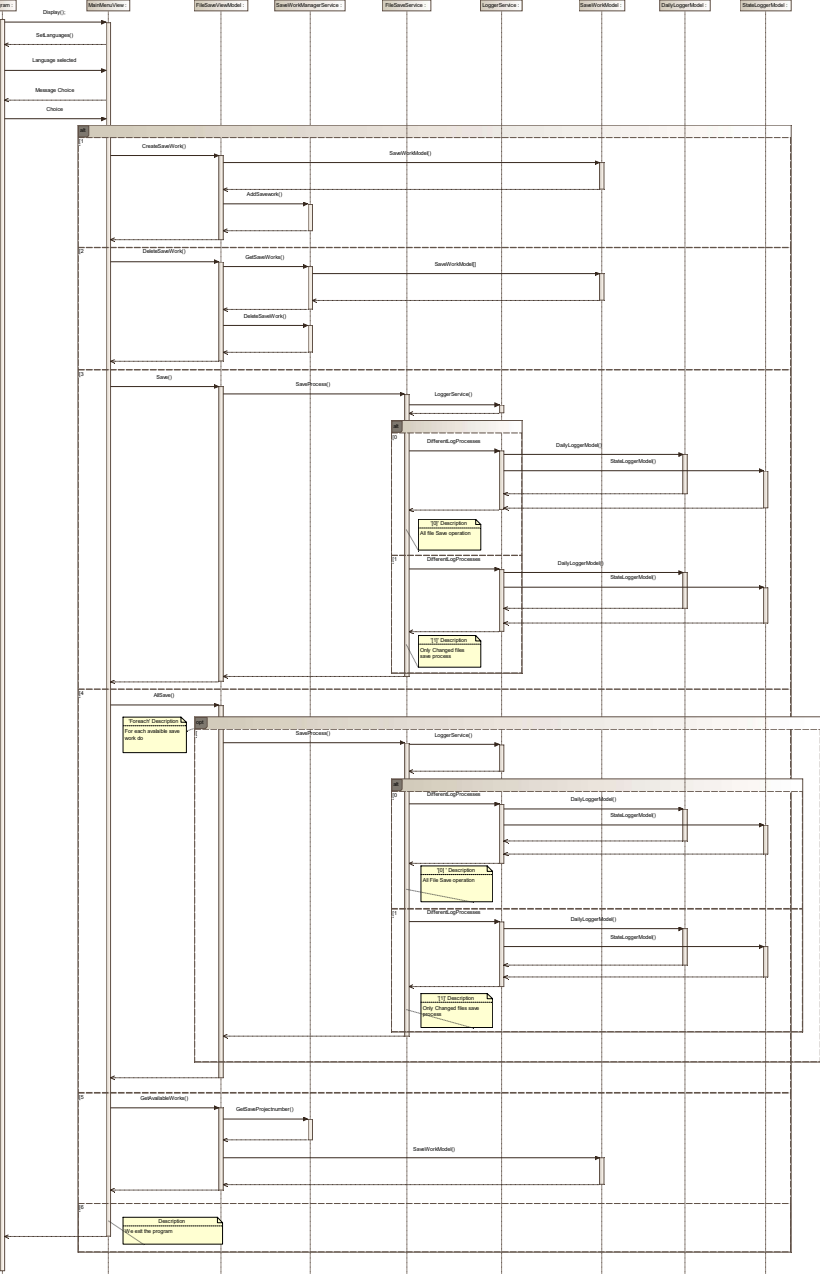 ram :
MainMenuView :
FileSaveViewModel :
SaveWorkManagerService :
FileSaveService :
LoggerService :
SaveWorkModel :
DailyLoggerModel :
StateLoggerModel :
Display();
SetLanguages()
Language selected
Message Choice
Choice
alt
[1
CreateSaveWork()
SaveWorkModel()
AddSavework()
[2
DeleteSaveWork()
GetSaveWorks()
SaveWorkModel[]
DeleteSaveWork()
[3
Save()
SaveProcess()
LoggerService()
alt
[0
DifferentLogProcesses
DailyLoggerModel()
StateLoggerModel()
'[0]' Description
All file Save operation
[1
DifferentLogProcesses
DailyLoggerModel()
StateLoggerModel()
'[1]' Description
Only Changed files
save process
[4
AllSave()
'Foreach' Description
For each available save
work do
opt
SaveProcess()
LoggerService()
alt
[0
DifferentLogProcesses
DailyLoggerModel()
StateLoggerModel()
'[0] ' Description
All File Save operation
[1
DifferentLogProcesses
DailyLoggerModel()
StateLoggerModel()
'[1]' Description
Only Changed files save
process
[5
GetAvailableWorks()
GetSaveProjectnumber()
SaveWorkModel()
[6
Description
We exit the program